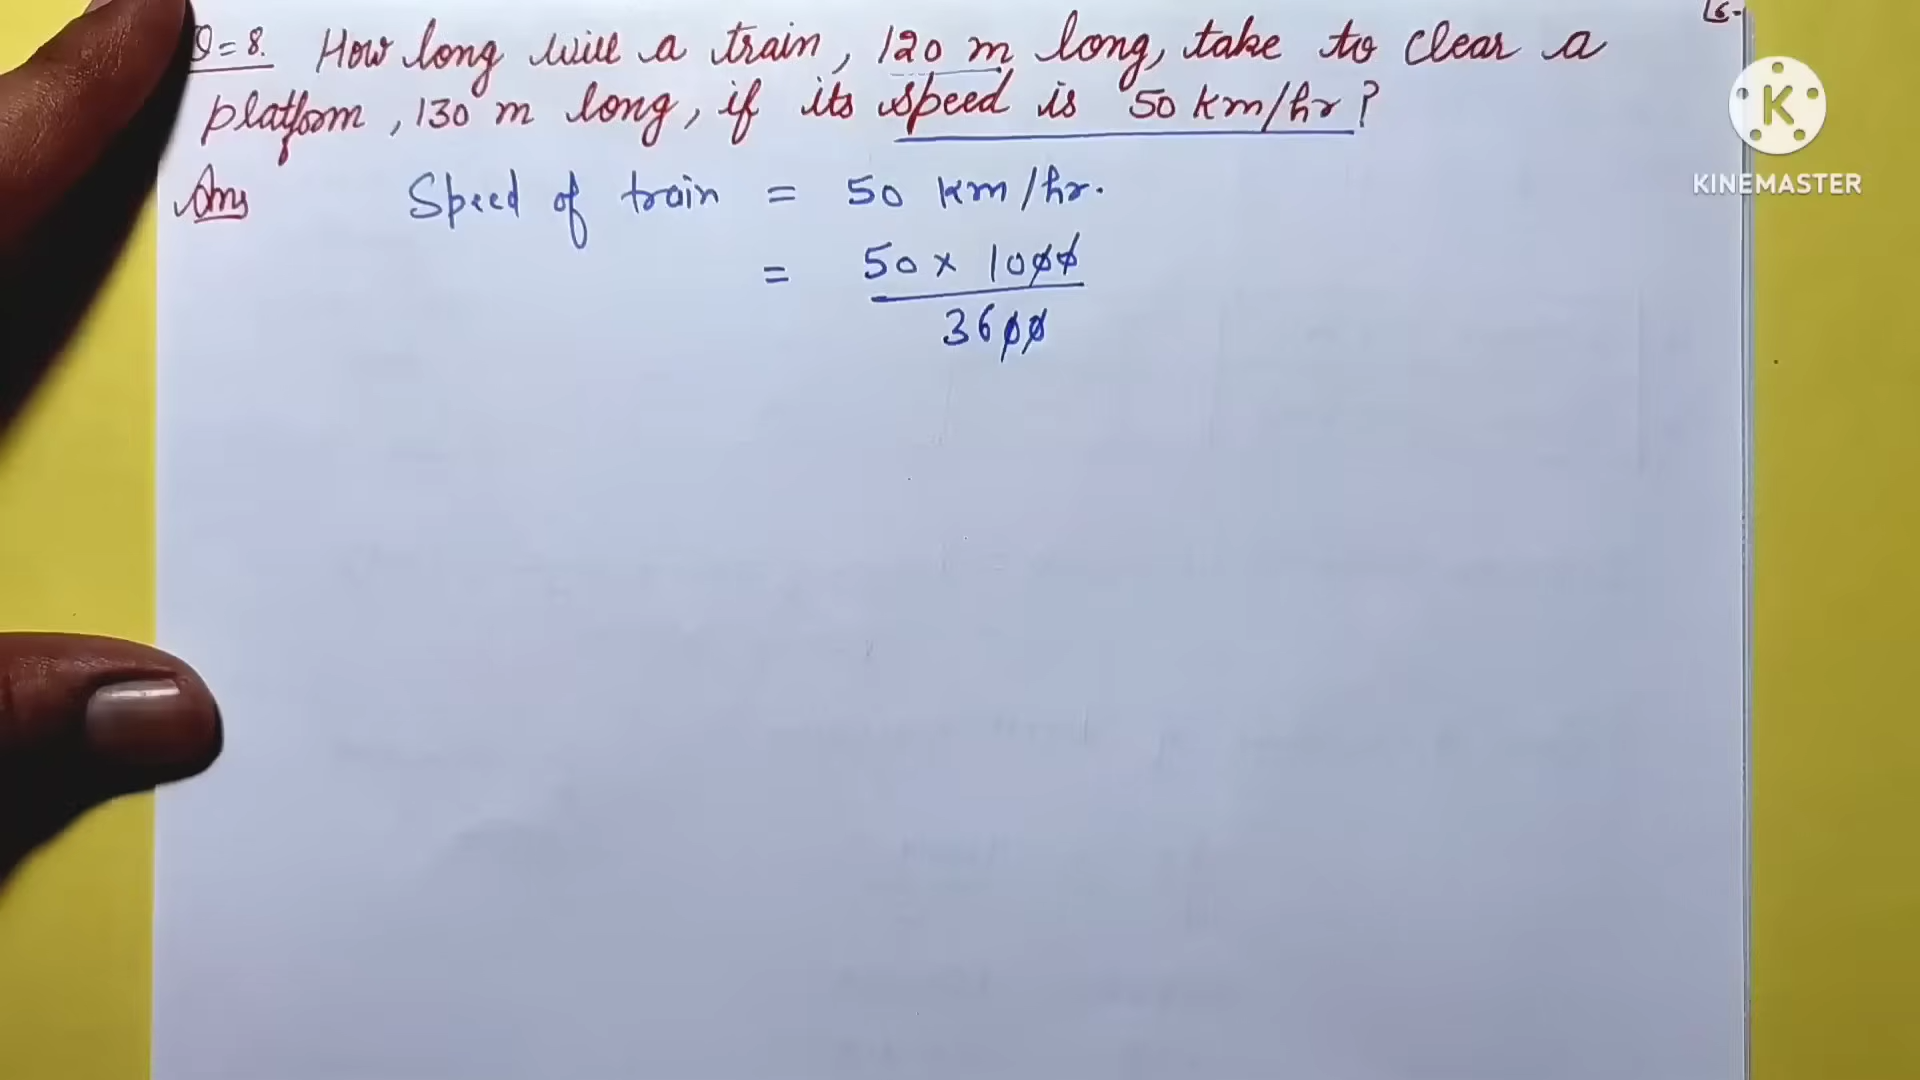 Q=8. How long will a train, 120 m long, take to clear a
platform, 130 m long, if its speed is 50 km/hr?
Ans Speed of train = 50 km/hr.
= 50 × 1000
3600
K
KINEMASTER